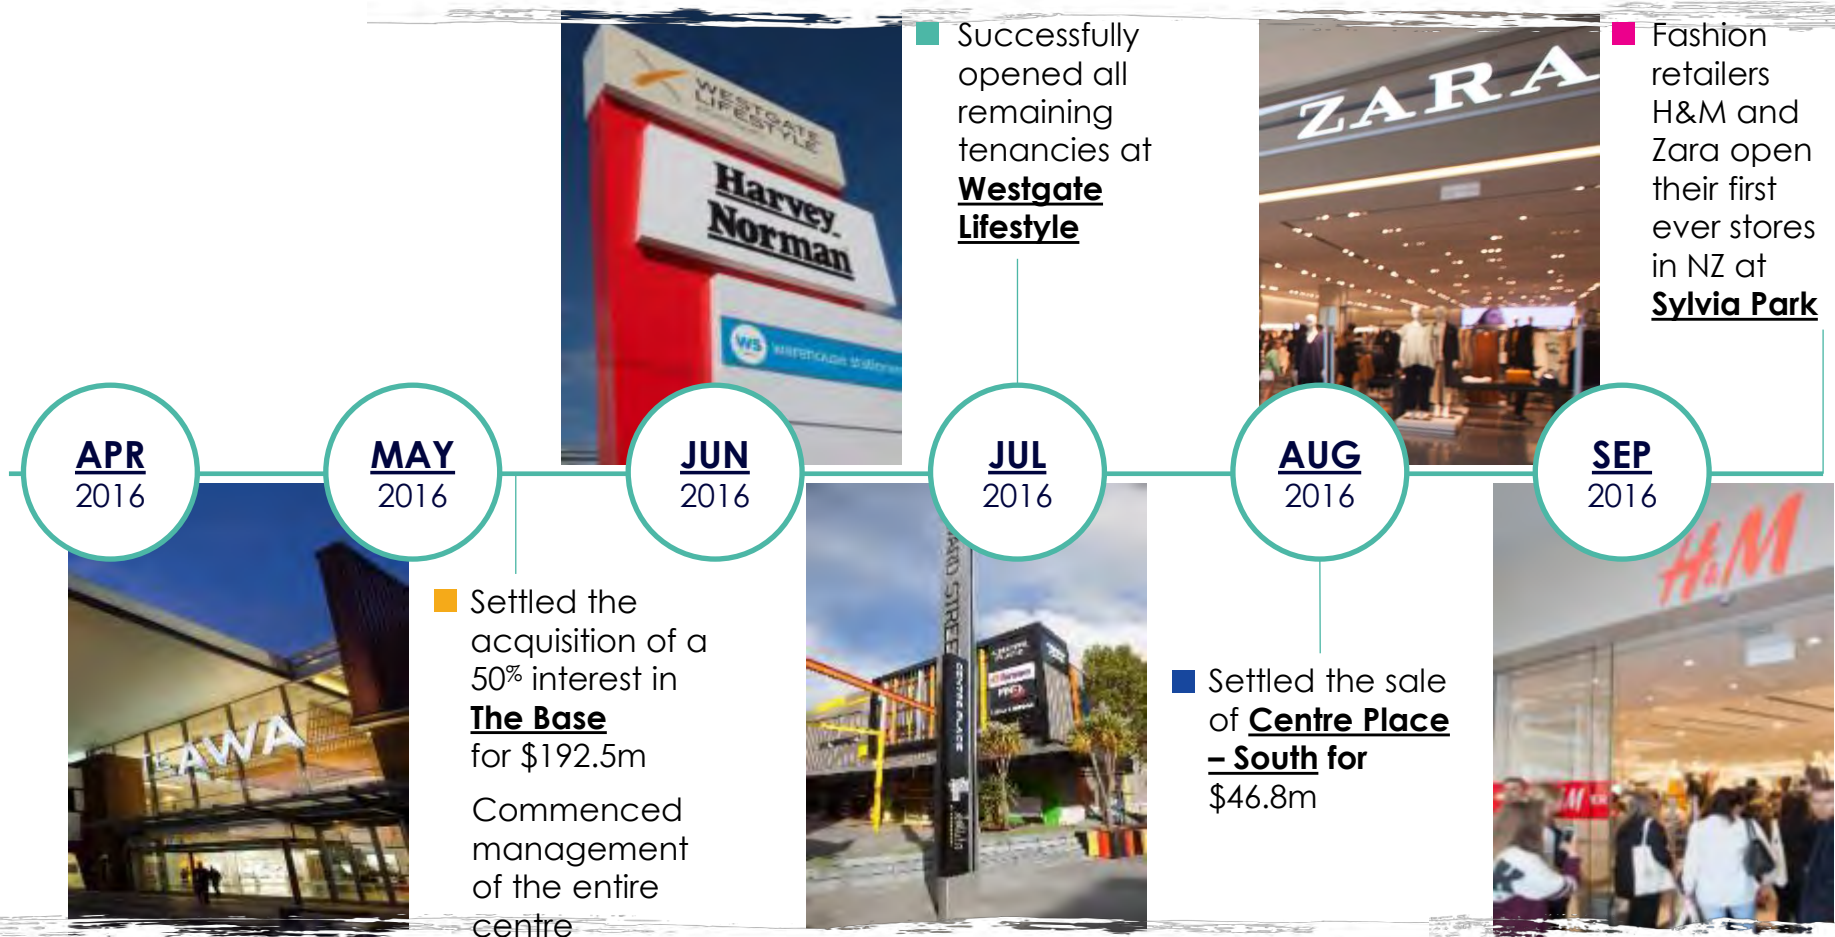 Successfully
opened all
remaining
tenancies at
Westgate
Lifestyle
Fashion
retailers
H&M and
Zara open
their first
ever stores
in NZ at
Sylvia Park
WESTGATE
LIFESTYLE
Harvey
Norman
WS warehouse stationery
ZARA
APR
2016
MAY
2016
JUN
2016
JUL
2016
AUG
2016
SEP
2016
AWA
Settled the
acquisition of a
50% interest in
The Base
for $192.5m
Commenced
management
of the entire
centre
CENTRE PLACE
Settled the sale
of Centre Place
– South for
$46.8m
H&M